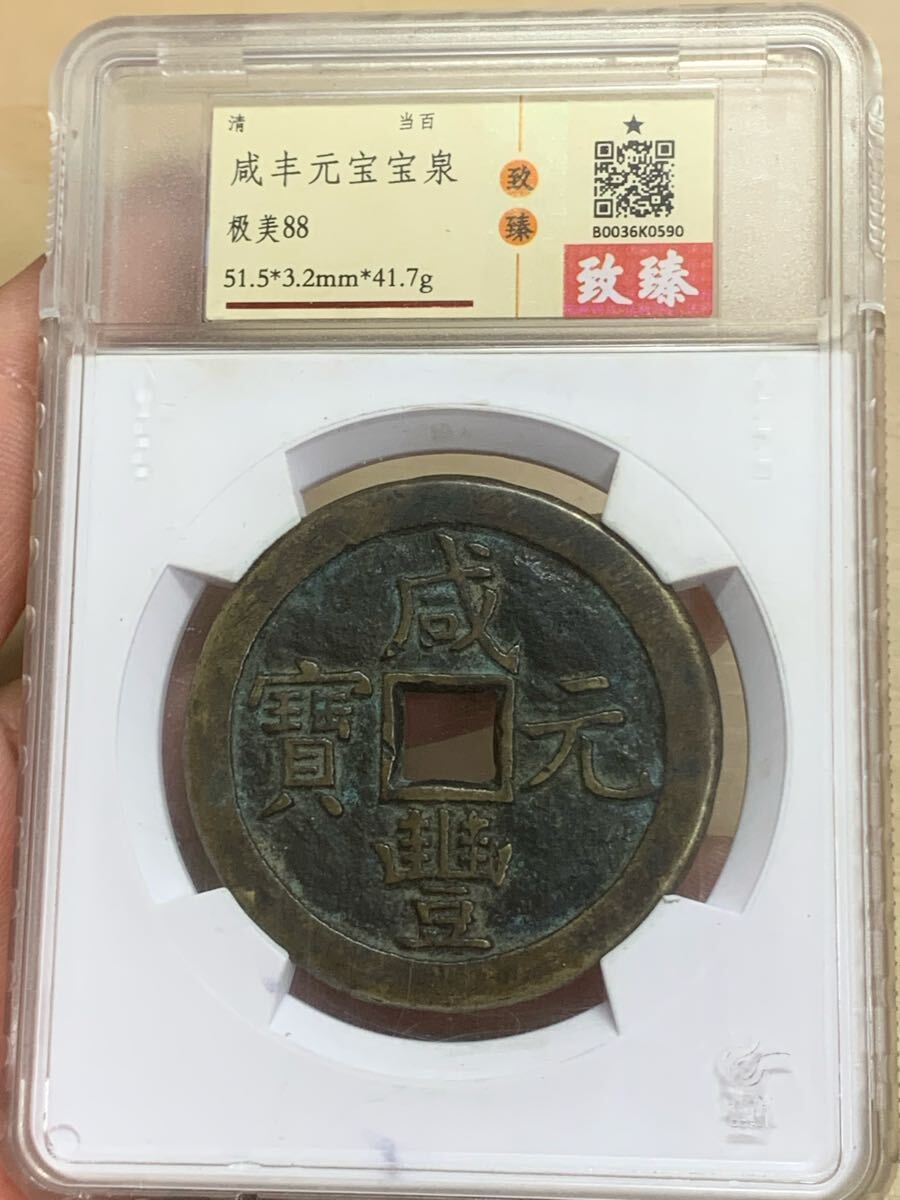 清 当百
咸丰元宝宝泉
极美88
51.5*3.2mm*41.7g
致
臻
★
B0036K0590
致臻
咸
寶 元
豐